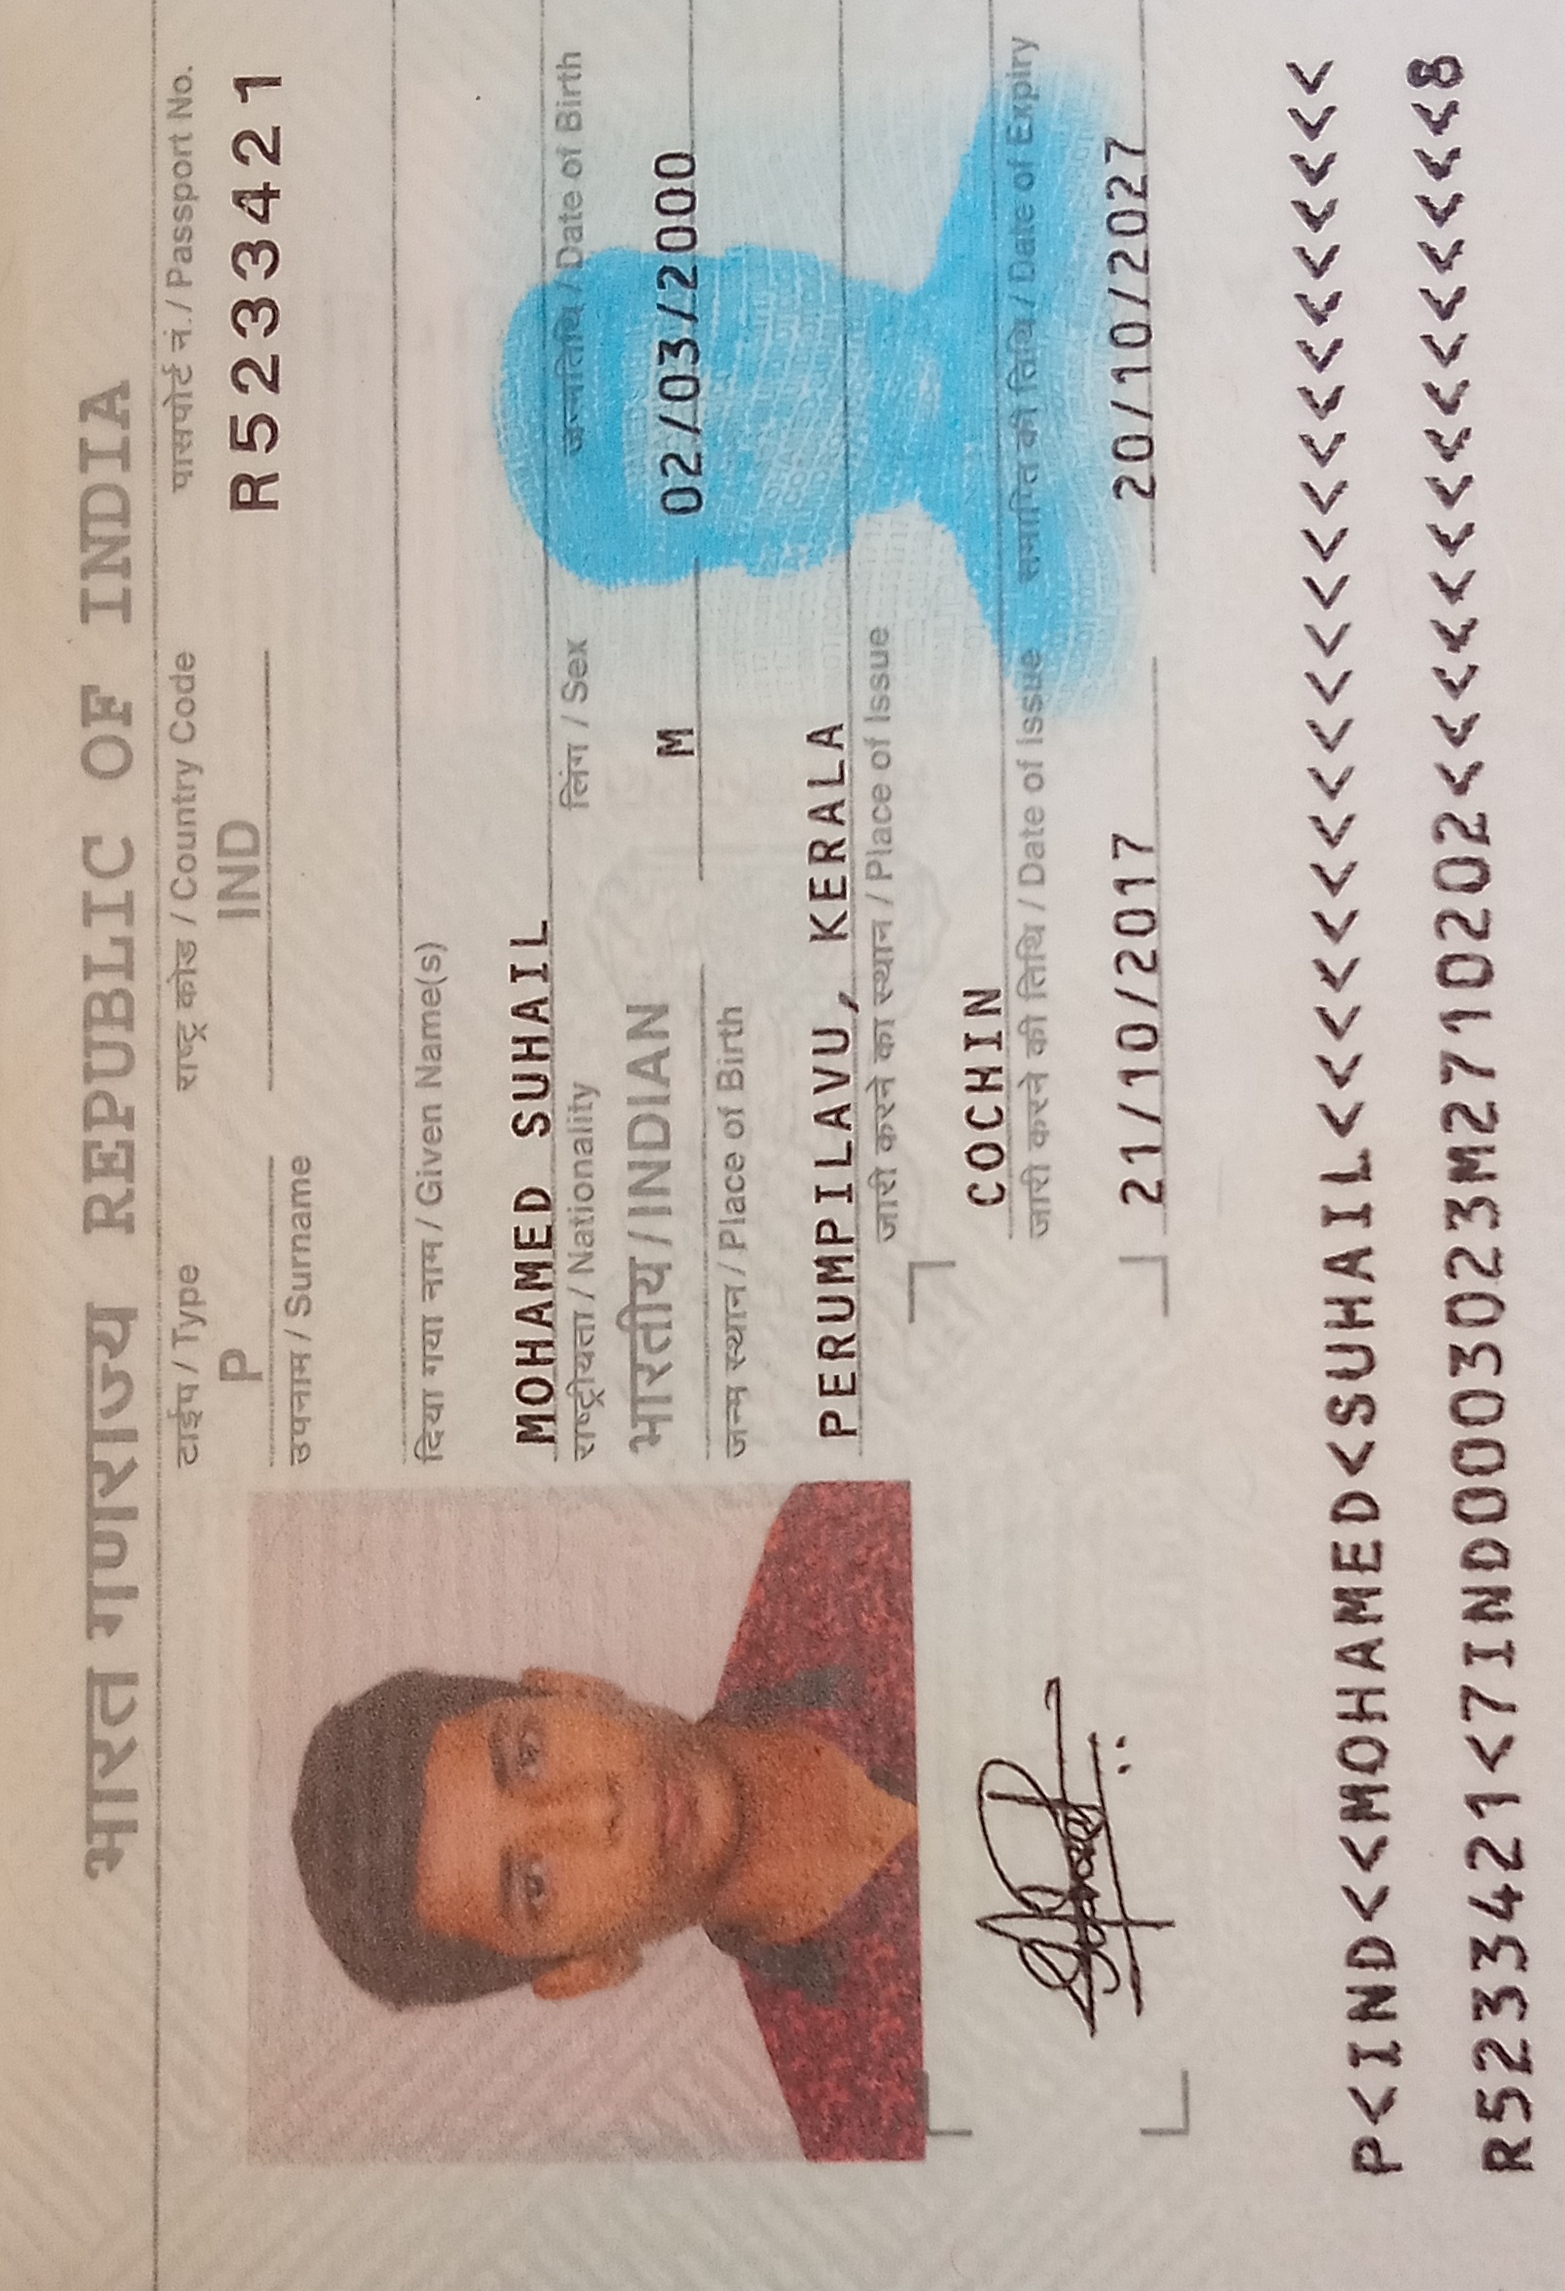 भारत गणराज्य REPUBLIC OF INDIA
टाईप / Type राष्ट्र कोड / Country Code पासपोर्ट नं. / Passport No.
P IND R5233421
उपनाम / Surname
दिया गया नाम / Given Name(s)
MOHAMED SUHAIL
राष्ट्रीयता / Nationality लिंग / Sex जन्मतिथि / Date of Birth
भारतीय / INDIAN M 02/03/2000
जन्म स्थान / Place of Birth
PERUMPILAVU, KERALA
जारी करने का स्थान / Place of Issue
COCHIN
जारी करने की तिथि / Date of Issue समाप्ति की तिथि / Date of Expiry
21/10/2017 20/10/2027
P<IND<<MOHAMED<SUHAIL<<<<<<<<<<<<<<<<<<<<<<<
R5233421<7IND0003023M2710202<<<<<<<<<<<<<<<8